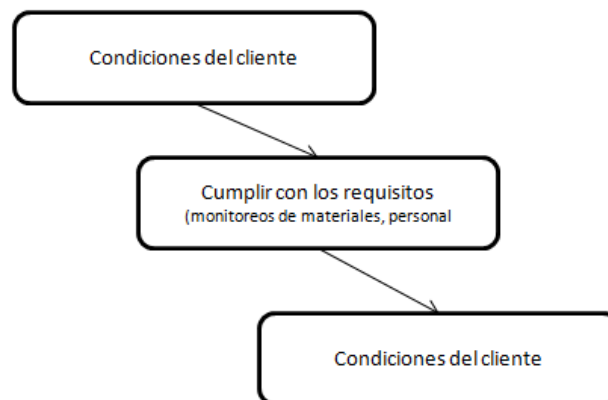 Condiciones del cliente
Cumplir con los requisitos
(monitoreos de materiales, personal
Condiciones del cliente